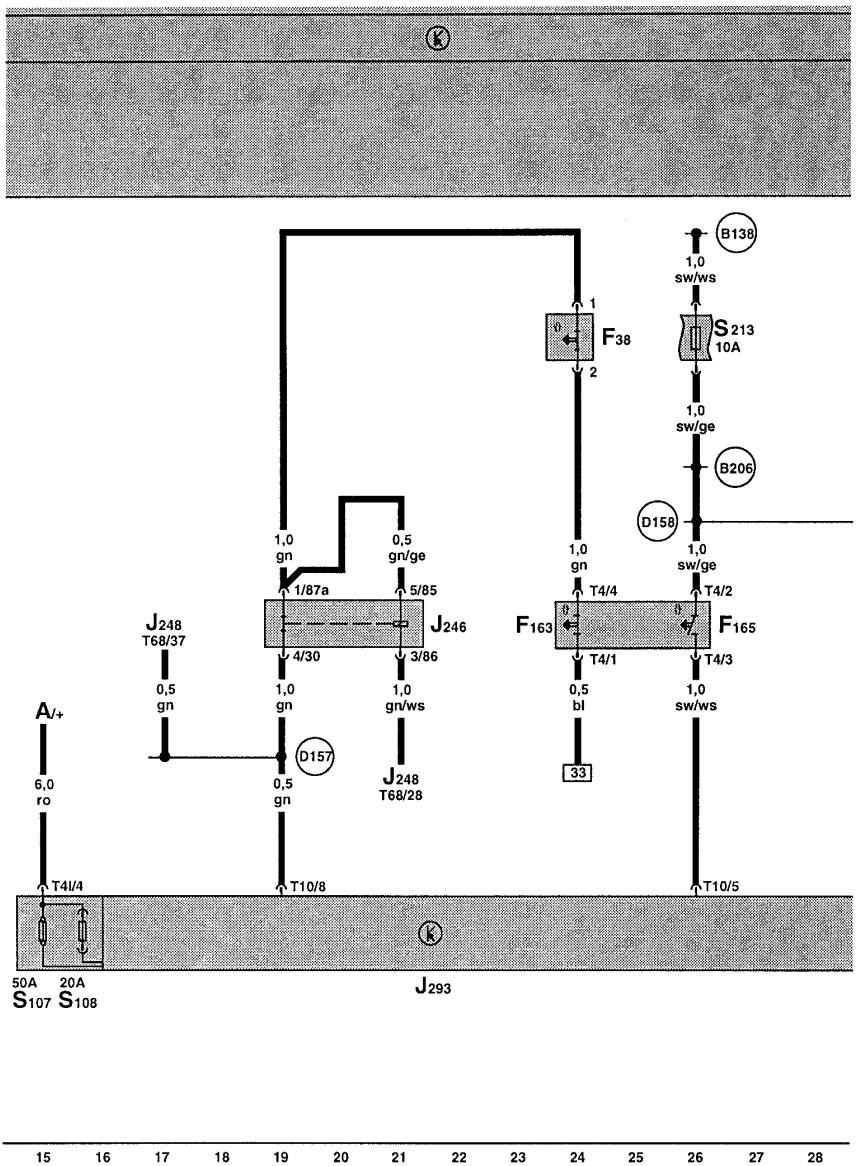 B138
1,0
sw/ws
1
F38
2
S213
10A
1,0
sw/ge
B206
D158
1,0
gn
0,5
gn/ge
1,0
gn
1,0
sw/ge
1/87a
5/85
T4/4
T4/2
J248
T68/37
J246
F163
F165
4/30
3/86
T4/1
T4/3
0,5
gn
1,0
gn
1,0
gn/ws
0,5
bl
1,0
sw/ws
A/+
D157
J248
T68/28
33
6,0
ro
0,5
gn
T4l/4
T10/8
T10/5
50A
S107
20A
S108
J293
15 16 17 18 19 20 21 22 23 24 25 26 27 28